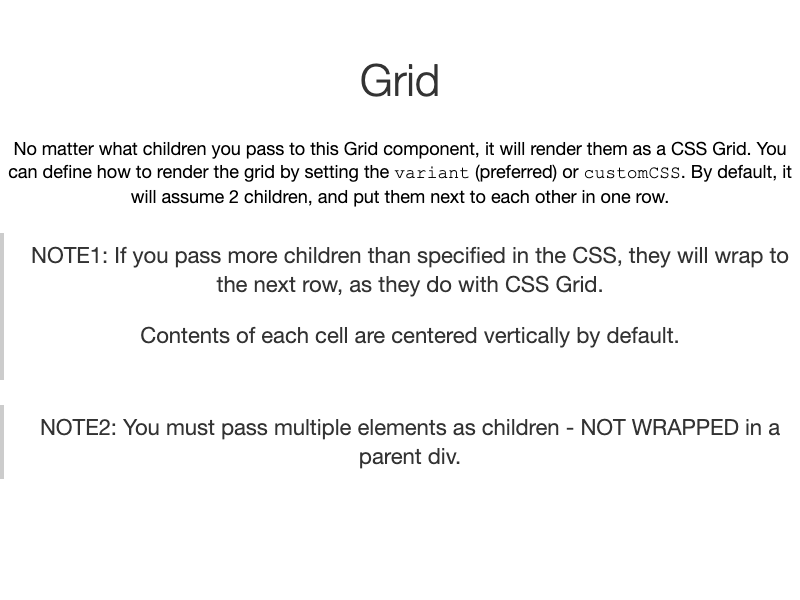 Grid
No matter what children you pass to this Grid component, it will render them as a CSS Grid. You
can define how to render the grid by setting the variant (preferred) or customCSS. By default, it
will assume 2 children, and put them next to each other in one row.
NOTE1: If you pass more children than specified in the CSS, they will wrap to
the next row, as they do with CSS Grid.
Contents of each cell are centered vertically by default.
NOTE2: You must pass multiple elements as children - NOT WRAPPED in a
parent div.